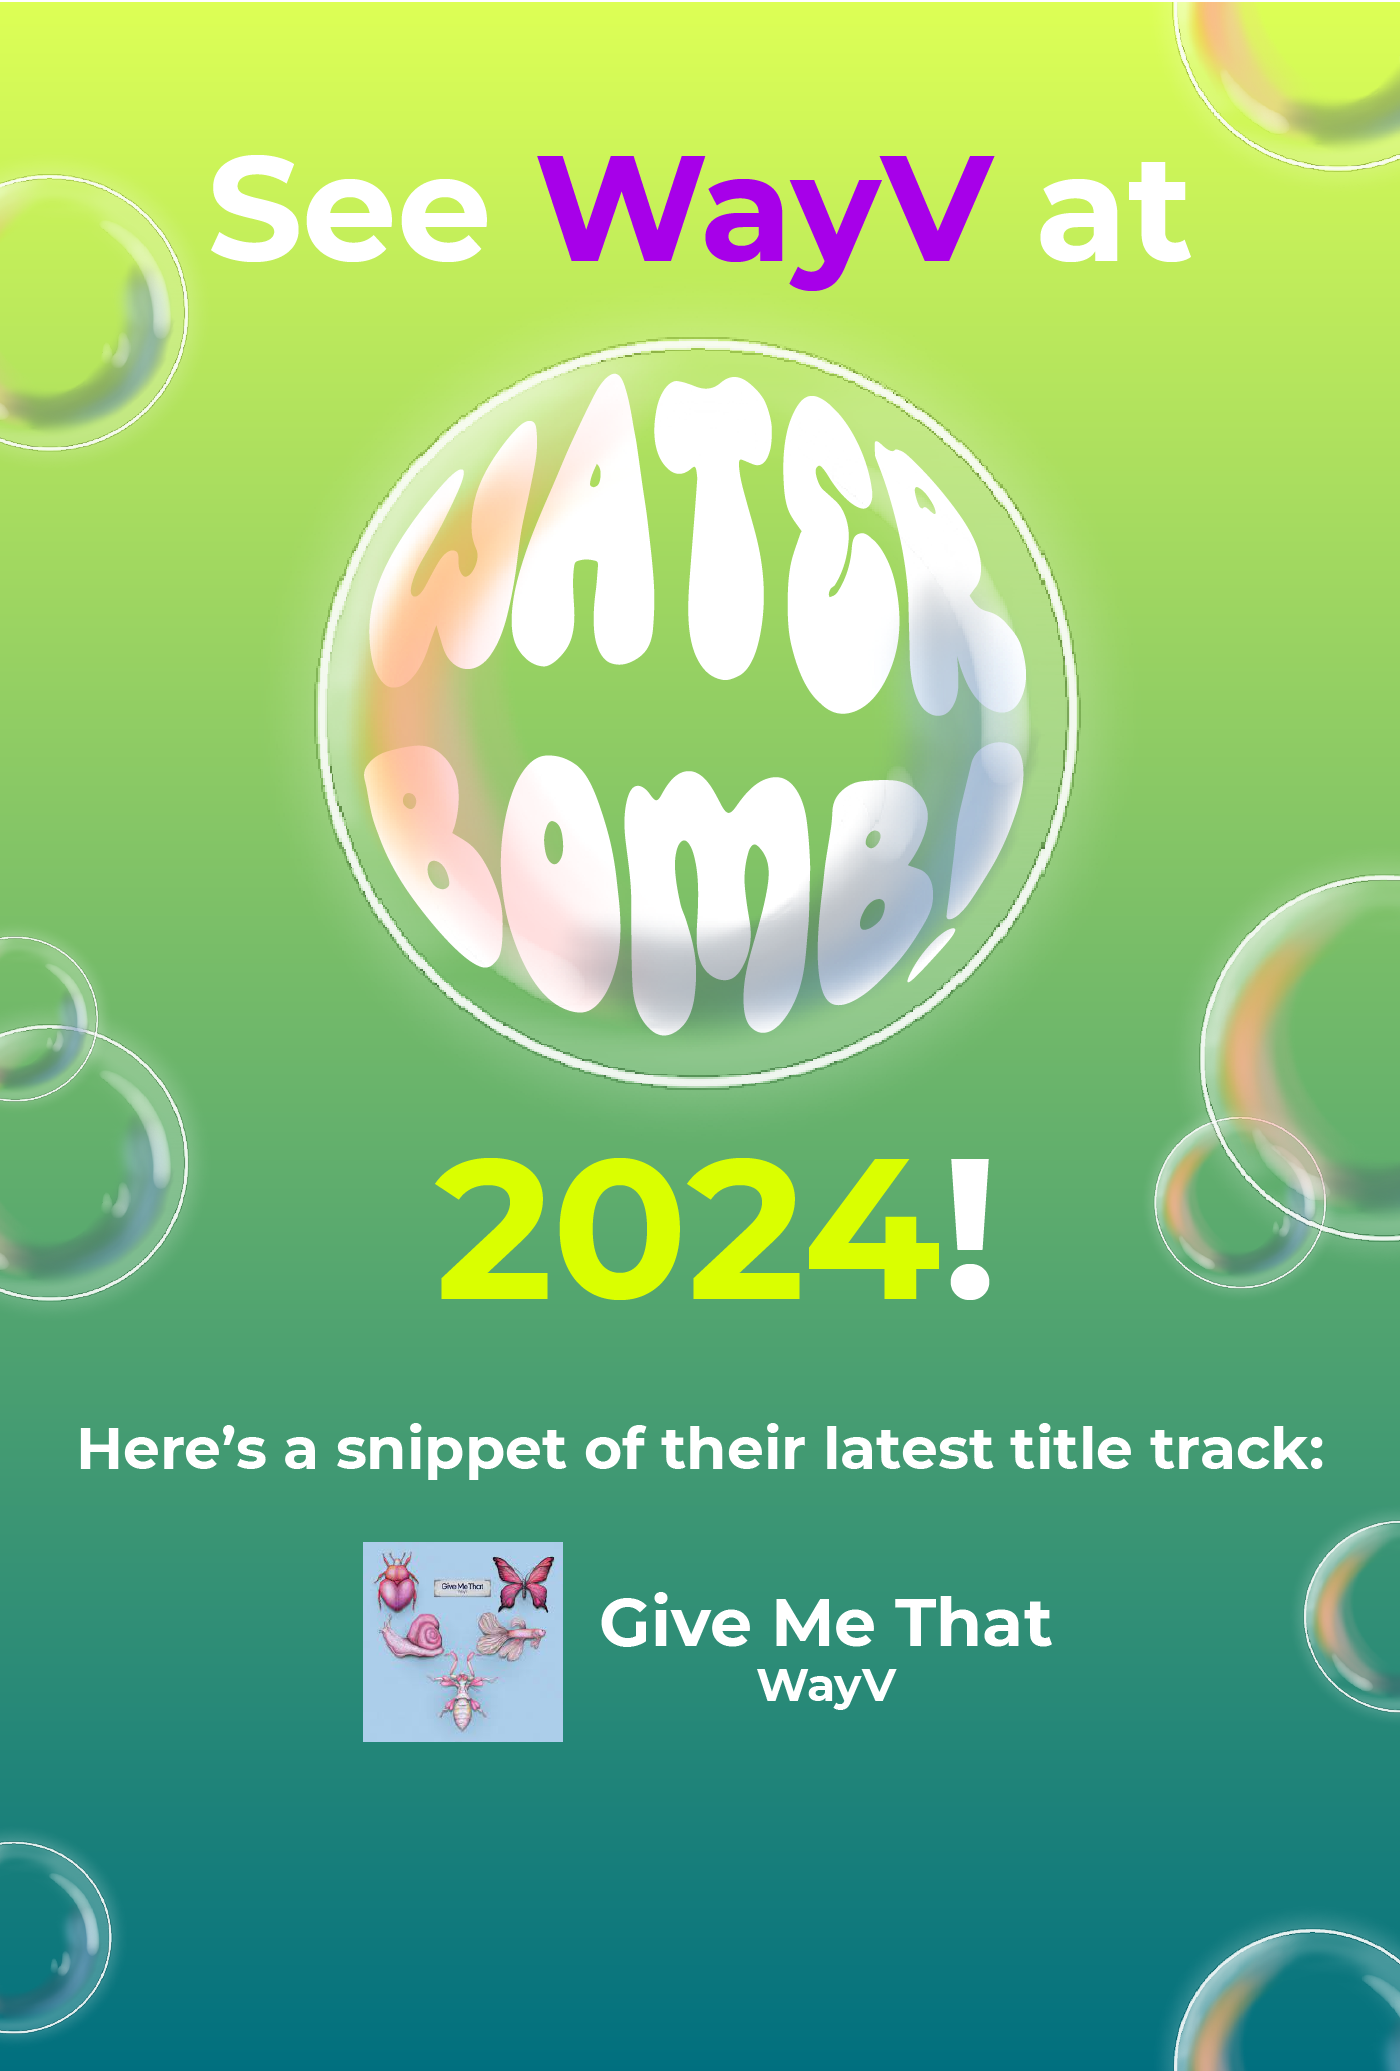 See WayV at
WATER
BOMB!
2024!
Here’s a snippet of their latest title track:
Give Me That
Give Me That
WayV